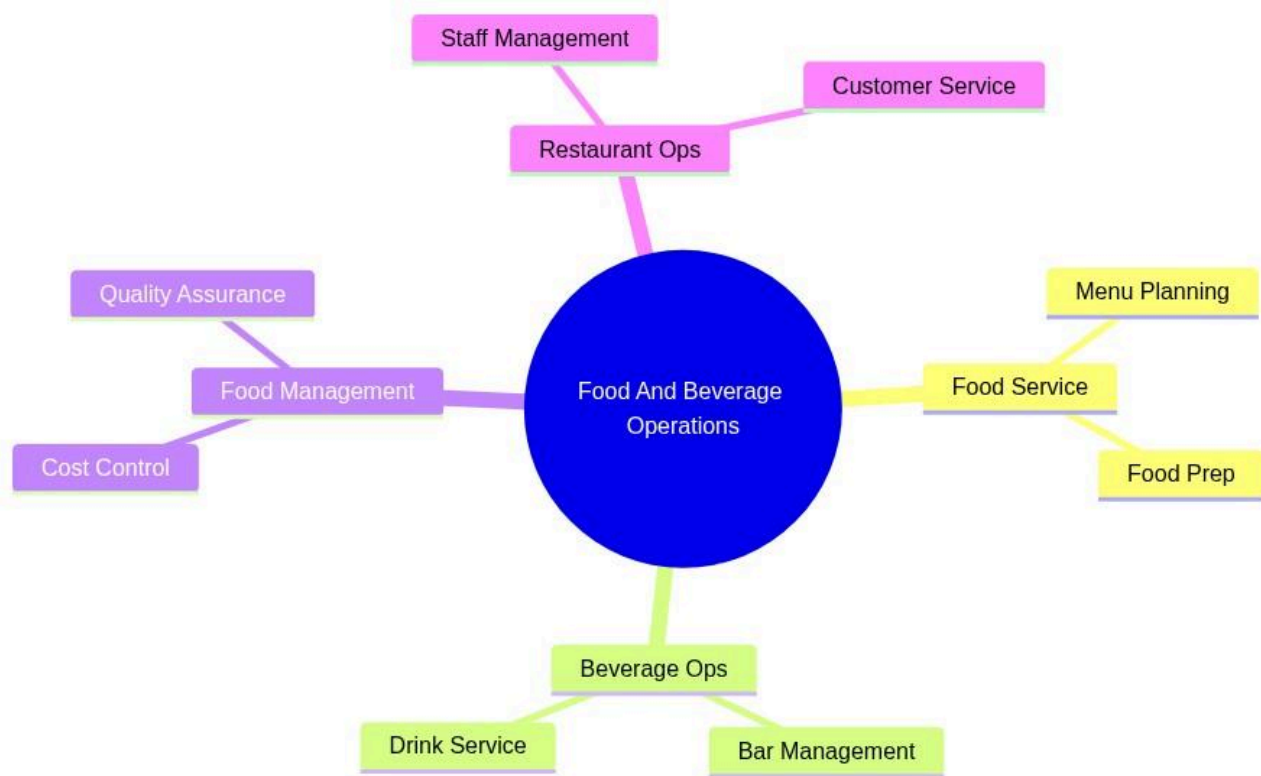 Staff Management
Customer Service
Restaurant Ops
Quality Assurance
Menu Planning
Food Management
Food And Beverage
Operations
Food Service
Cost Control
Food Prep
Beverage Ops
Drink Service
Bar Management